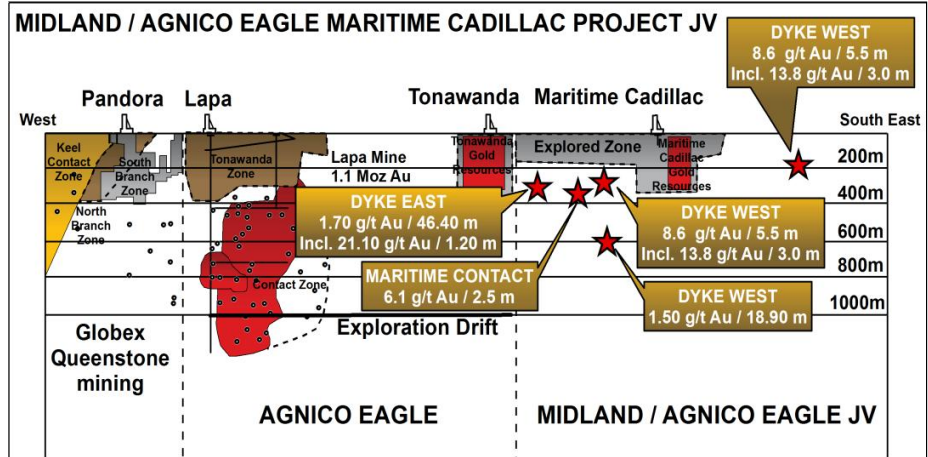 MIDLAND / AGNICO EAGLE MARITIME CADILLAC PROJECT JV
DYKE WEST
8.6 g/t Au / 5.5 m
Incl. 13.8 g/t Au / 3.0 m
Pandora
Lapa
Tonawanda
Maritime Cadillac
West
South East
Keel
Contact
Zone
South
Branch
Zone
Tonawanda
Zone
Lapa Mine
1.1 Moz Au
Tonawanda
Gold
Resources
Explored Zone
Maritime
Cadillac
Gold
Resources
200m
400m
600m
800m
1000m
North
Branch
Zone
DYKE EAST
1.70 g/t Au / 46.40 m
Incl. 21.10 g/t Au / 1.20 m
DYKE WEST
8.6 g/t Au / 5.5 m
Incl. 13.8 g/t Au / 3.0 m
MARITIME CONTACT
6.1 g/t Au / 2.5 m
DYKE WEST
1.50 g/t Au / 18.90 m
Contact Zone
Exploration Drift
Globex
Queenstone
mining
AGNICO EAGLE
MIDLAND / AGNICO EAGLE JV